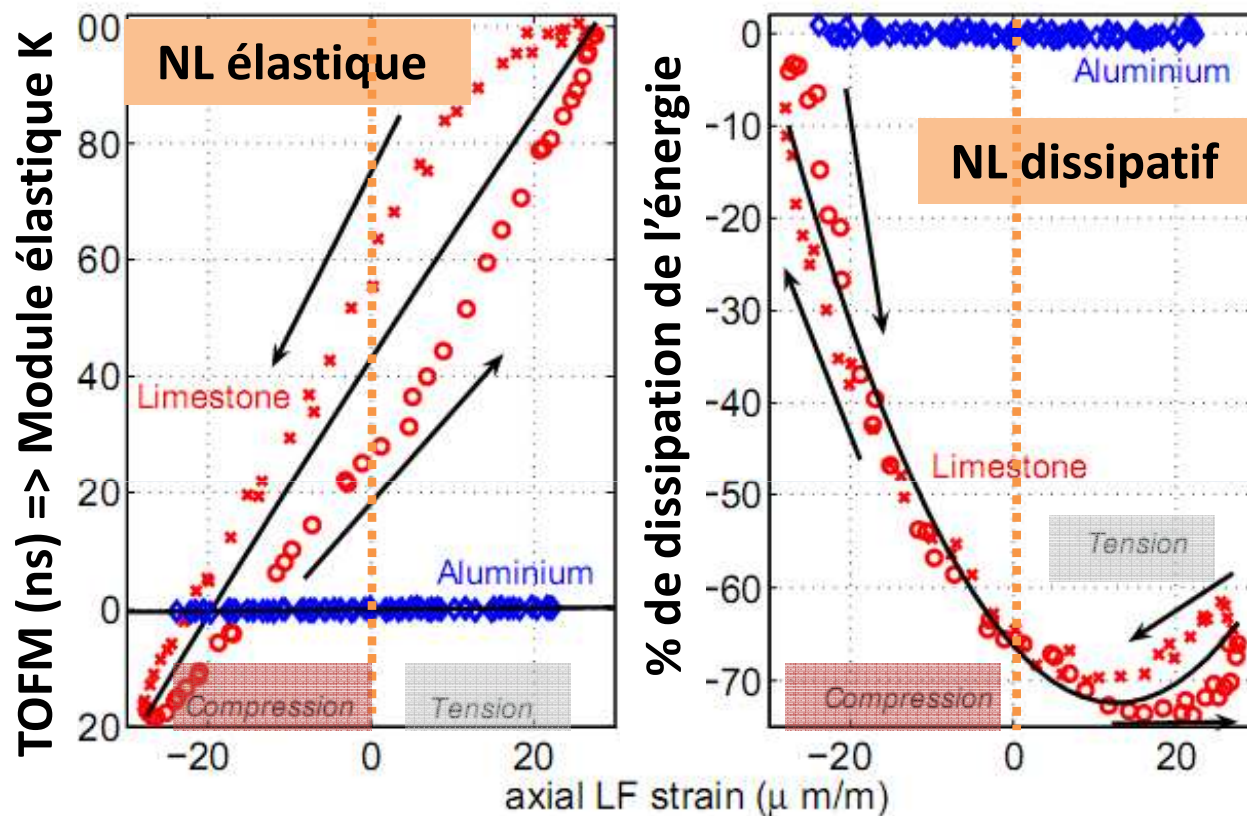 TOFM (ns) => Module élastique K
NL élastique
00
80
60
40
20
0
20
Limestone
Aluminium
Compression
Tension
−20
0
20
% de dissipation de l’énergie
NL dissipatif
0
−10
−20
−30
−40
−50
−60
−70
Aluminium
Limestone
Tension
Compression
−20
0
20
axial LF strain (μ m/m)